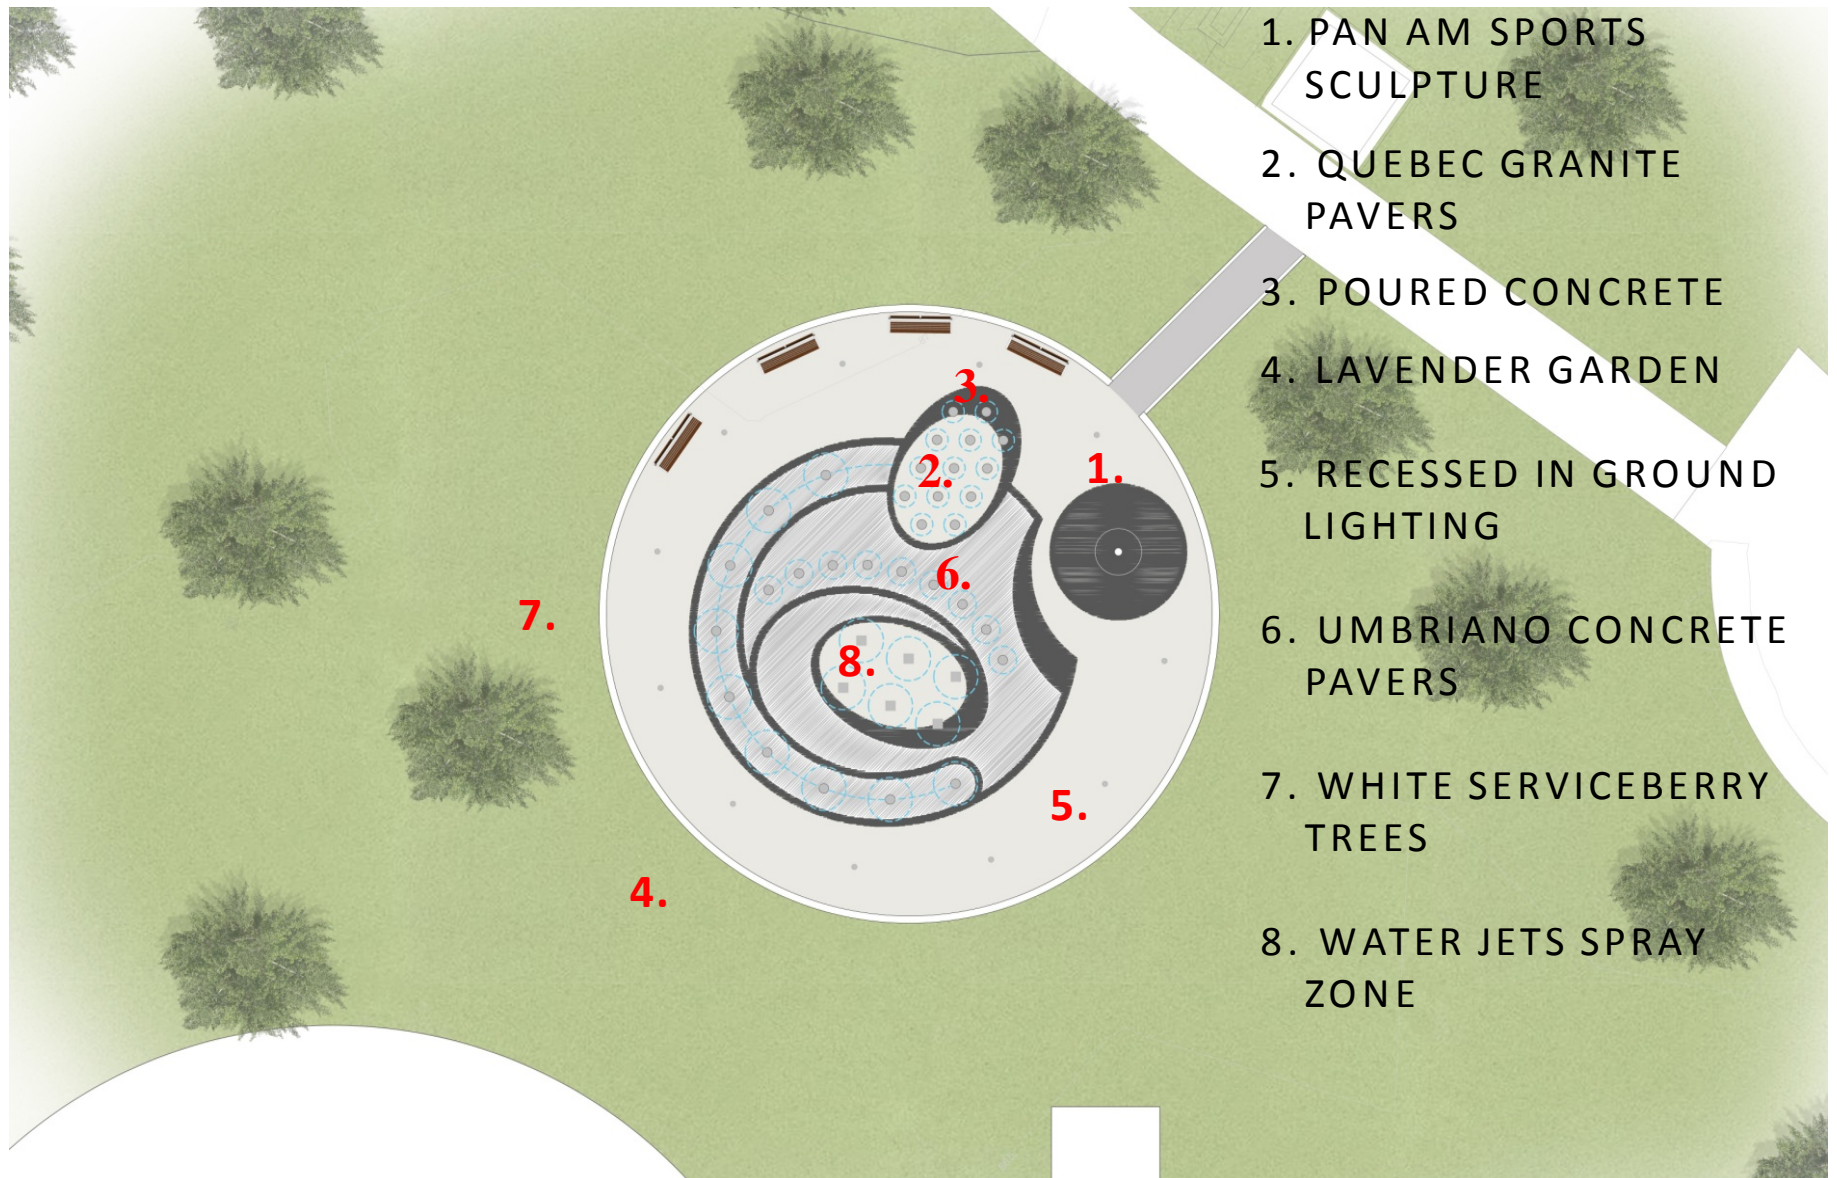 1. PAN AM SPORTS
SCULPTURE
2. QUEBEC GRANITE
PAVERS
3. POURED CONCRETE
4. LAVENDER GARDEN
5. RECESSED IN GROUND
LIGHTING
6. UMBRIANO CONCRETE
PAVERS
7. WHITE SERVICEBERRY
TREES
8. WATER JETS SPRAY
ZONE
3.
2.
1.
6.
7.
8.
5.
4.